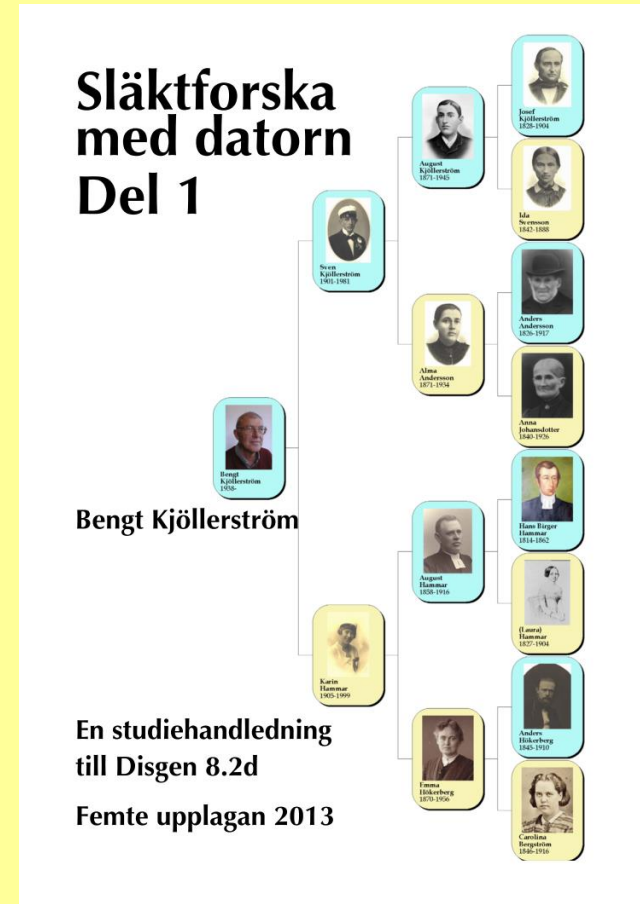 Släktforska
med datorn
Del 1
Bengt Kjöllerström
En studiehandledning
till Disgen 8.2d
Femte upplagan 2013
Bengt
Kjöllerström
1938-
Sven
Kjöllerström
1901-1981
Karin
Hammar
1905-1999
August
Kjöllerström
1871-1945
Alma
Andersson
1871-1934
August
Hammar
1858-1916
Emma
Hökerberg
1870-1956
Josef
Kjöllerström
1828-1904
Ida
Svensson
1842-1888
Anders
Andersson
1826-1917
Anna
Johansdotter
1840-1926
Hans Birger
Hammar
1814-1862
(Laura)
Hammar
1827-1904
Anders
Hökerberg
1845-1910
Carolina
Bergström
1846-1916